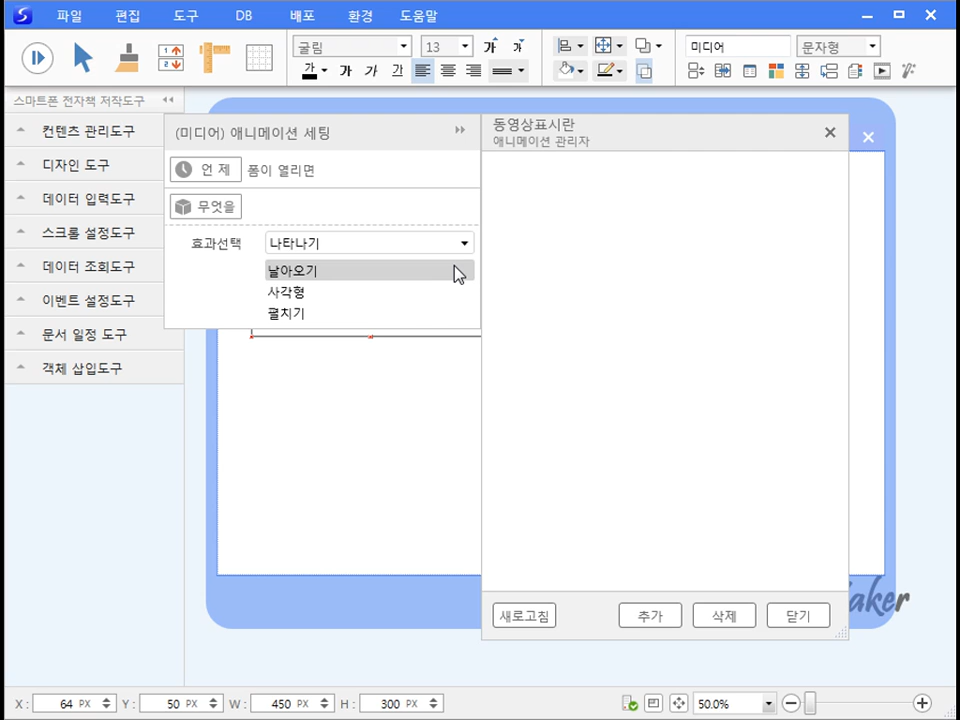 파일 편집 도구 DB 배포 환경 도움말
굴림 13 가 가 미디어 문자형
가 가 가 가
스마트폰 전자책 저작도구
컨텐츠 관리도구
디자인 도구
데이터 입력도구
스크롤 설정도구
데이터 조회도구
이벤트 설정도구
문서 일정 도구
객체 삽입도구
(미디어) 애니메이션 세팅
언 제 폼이 열리면
무엇을
효과선택 나타나기
날아오기
사각형
펼치기
동영상표시란
애니메이션 관리자
새로고침 추가 삭제 닫기
aker
X : 64 PX Y : 50 PX W : 450 PX H : 300 PX 50.0%